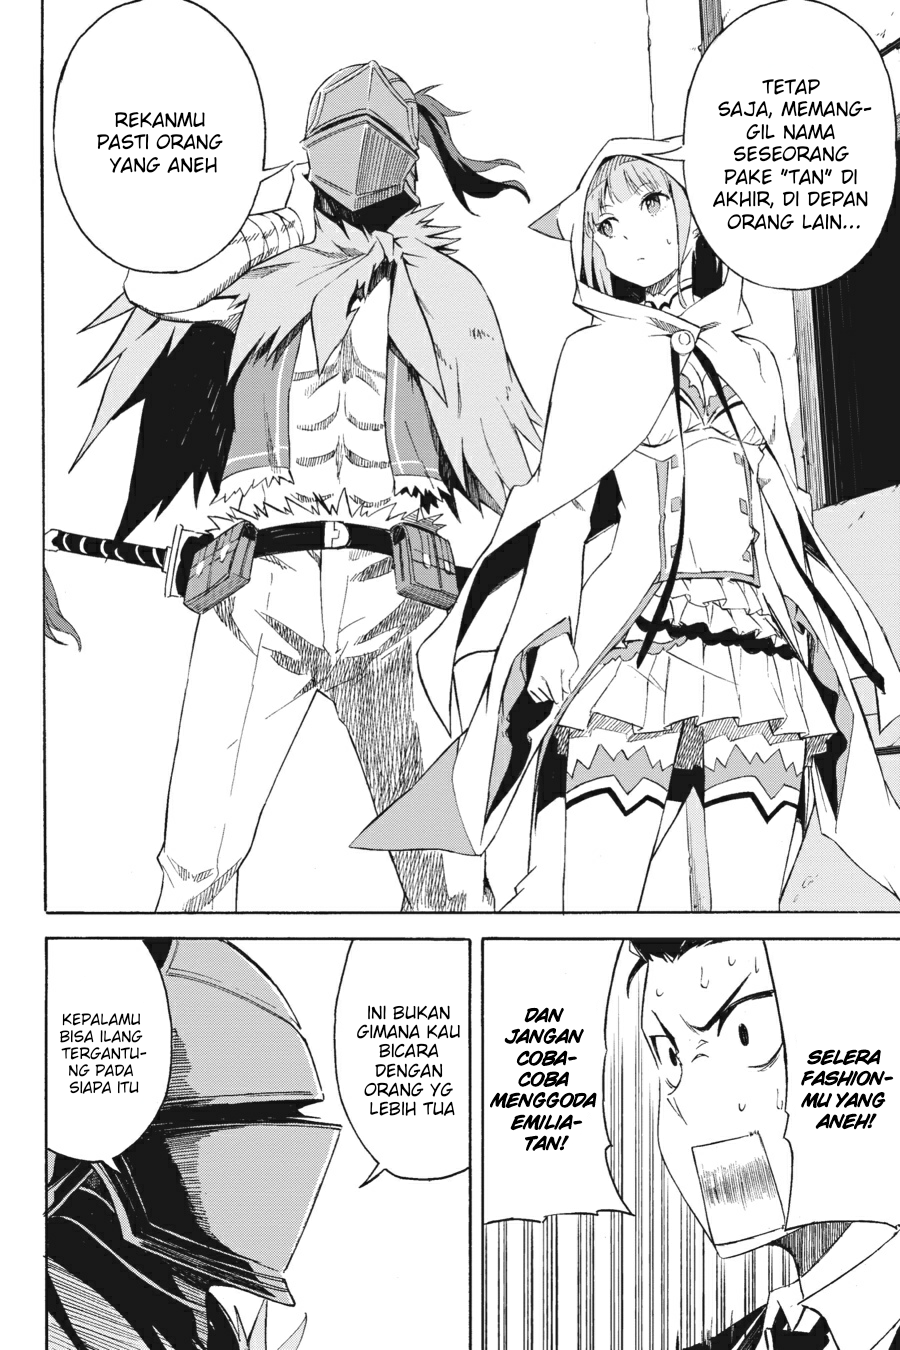 TETAP
SAJA, MEMANG-
GIL NAMA
SESEORANG
PAKE "TAN" DI
AKHIR, DI DEPAN
ORANG LAIN...
REKANMU
PASTI ORANG
YANG ANEH
SELERA
FASHION-
MU YANG
ANEH!
DAN
JANGAN
COBA-
COBA
MENGGODA
EMILIA-
TAN!
INI BUKAN
GIMANA KAU
BICARA
DENGAN
ORANG YG
LEBIH TUA
KEPALAMU
BISA ILANG
TERGANTU-
NG PADA
SIAPA ITU